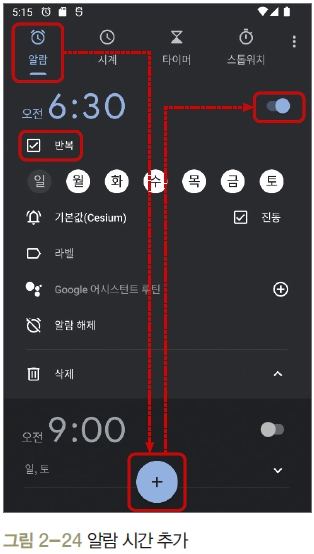 5:15
알람 시계 타이머 스톱워치
오전 6:30
반복
일 월 화 수 목 금 토
기본값(Cesium) 진동
라벨
Google 어시스턴트 루틴
알람 해제
삭제
오전 9:00
일, 토
+
그림 2-24 알람 시간 추가